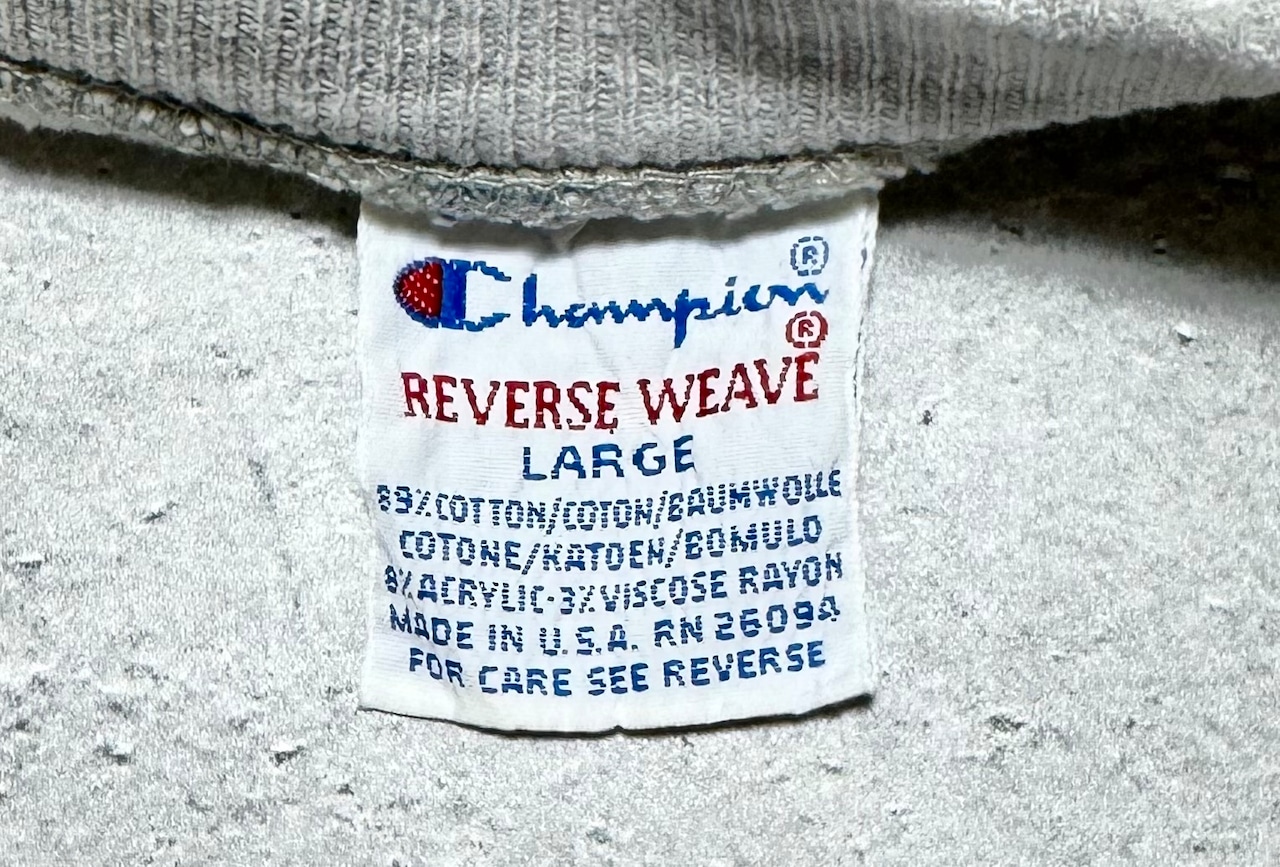 Champion®
REVERSE WEAVE®
LARGE
89%COTTON/COTON/BAUMWOLLE
COTONE/KATOEN/BOMULD
8%ACRYLIC-3%VISCOSE RAYON
MADE IN U.S.A. RN 26094
FOR CARE SEE REVERSE